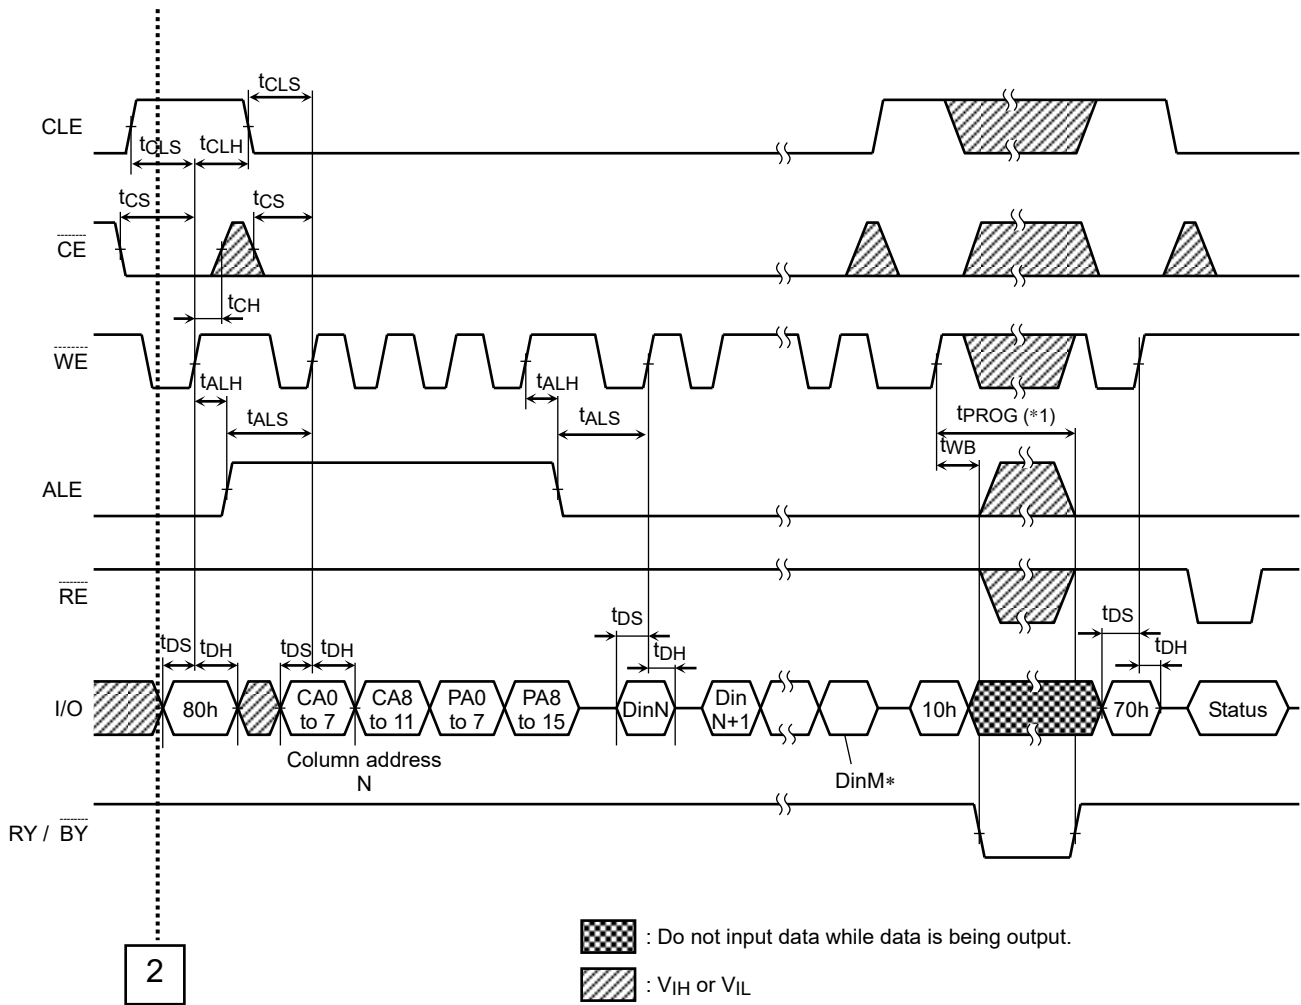 tCLS
CLE
tCLS
tCLH
tCS
tCS
CE
tCH
WE
tALH
tALH
tALS
tALS
tPROG (*1)
tWB
ALE
RE
tDS
tDH
tDS
tDH
tDS
tDH
tDS
tDH
I/O
80h
CA0
to 7
CA8
to 11
PA0
to 7
PA8
to 15
DinN
Din
N+1
10h
70h
Status
Column address
N
DinM*
RY / BY
2
: Do not input data while data is being output.
: VIH or VIL